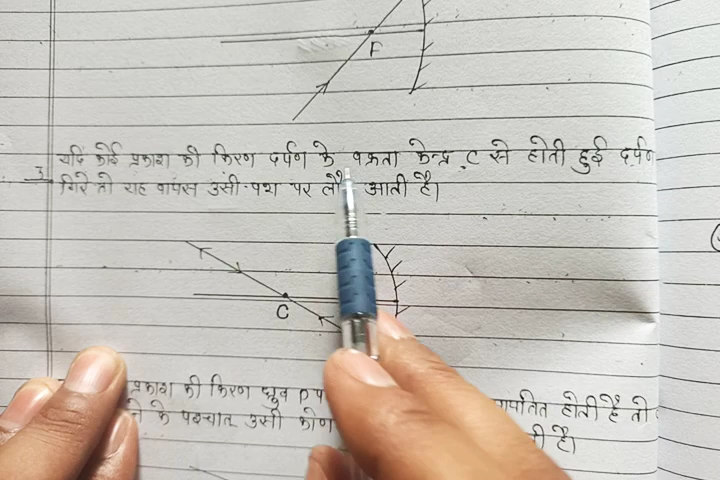 F
3. यदि कोई प्रकाश की किरण दर्पण के वक्रता केन्द्र C से होती हुई दर्पण
गिरे तो यह वापस उसी पथ पर आती है।
C
प्रकाश की किरण ध्रुव P प
होती है तो
के पश्चात् उसी कोण
है।